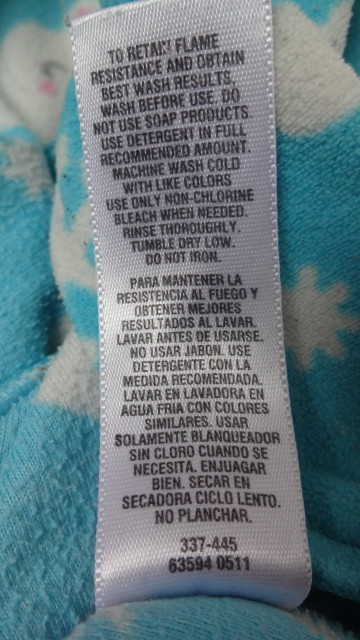 TO RETAIN FLAME
RESISTANCE AND OBTAIN
BEST WASH RESULTS,
WASH BEFORE USE. DO
NOT USE SOAP PRODUCTS.
USE DETERGENT IN FULL
RECOMMENDED AMOUNT.
MACHINE WASH COLD
WITH LIKE COLORS
USE ONLY NON-CHLORINE
BLEACH WHEN NEEDED.
RINSE THOROUGHLY.
TUMBLE DRY LOW.
DO NOT IRON.
PARA MANTENER LA
RESISTENCIA AL FUEGO Y
OBTENER MEJORES
RESULTADOS AL LAVAR.
LAVAR ANTES DE USARSE.
NO USAR JABON. USE
DETERGENTE CON LA
MEDIDA RECOMENDADA.
LAVAR EN LAVADORA EN
AGUA FRIA CON COLORES
SIMILARES. USAR
SOLAMENTE BLANQUEADOR
SIN CLORO CUANDO SE
NECESITA. ENJUAGAR
BIEN. SECAR EN
SECADORA CICLO LENTO.
NO PLANCHAR.
337-445
63594 0511